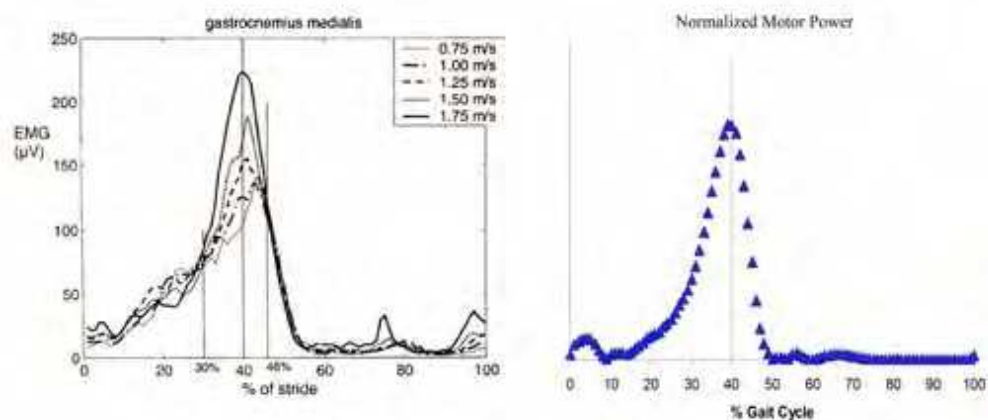 gastrocnemius medialis
250
200
150
100
50
0
EMG
(μV)
0.75 m/s
1.00 m/s
1.25 m/s
1.50 m/s
1.75 m/s
30%
46%
0
20
40
60
80
100
% of stride
Normalized Motor Power
0
10
20
30
40
50
60
70
80
90
100
% Gait Cycle